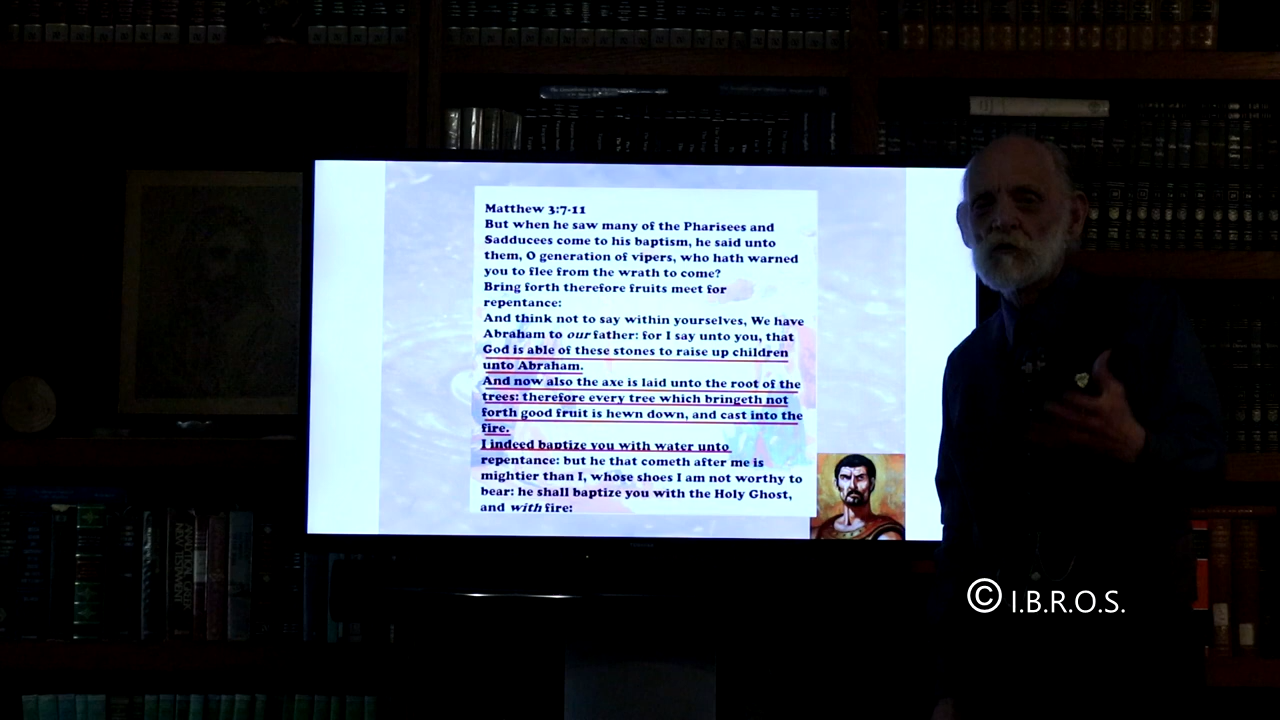 Matthew 3:7-11
But when he saw many of the Pharisees and
Sadducees come to his baptism, he said unto
them, O generation of vipers, who hath warned
you to flee from the wrath to come?
Bring forth therefore fruits meet for
repentance:
And think not to say within yourselves, We have
Abraham to our father: for I say unto you, that
God is able of these stones to raise up children
unto Abraham.
And now also the axe is laid unto the root of the
trees: therefore every tree which bringeth not
forth good fruit is hewn down, and cast into the
fire.
I indeed baptize you with water unto
repentance: but he that cometh after me is
mightier than I, whose shoes I am not worthy to
bear: he shall baptize you with the Holy Ghost,
and with fire:
© I.B.R.O.S.